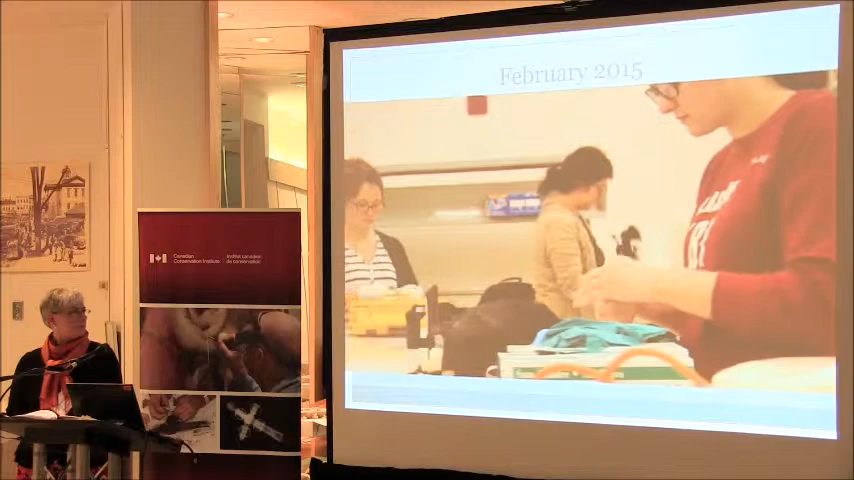 February 2015
Canadian
Conservation Institute
Institut canadien
de conservation